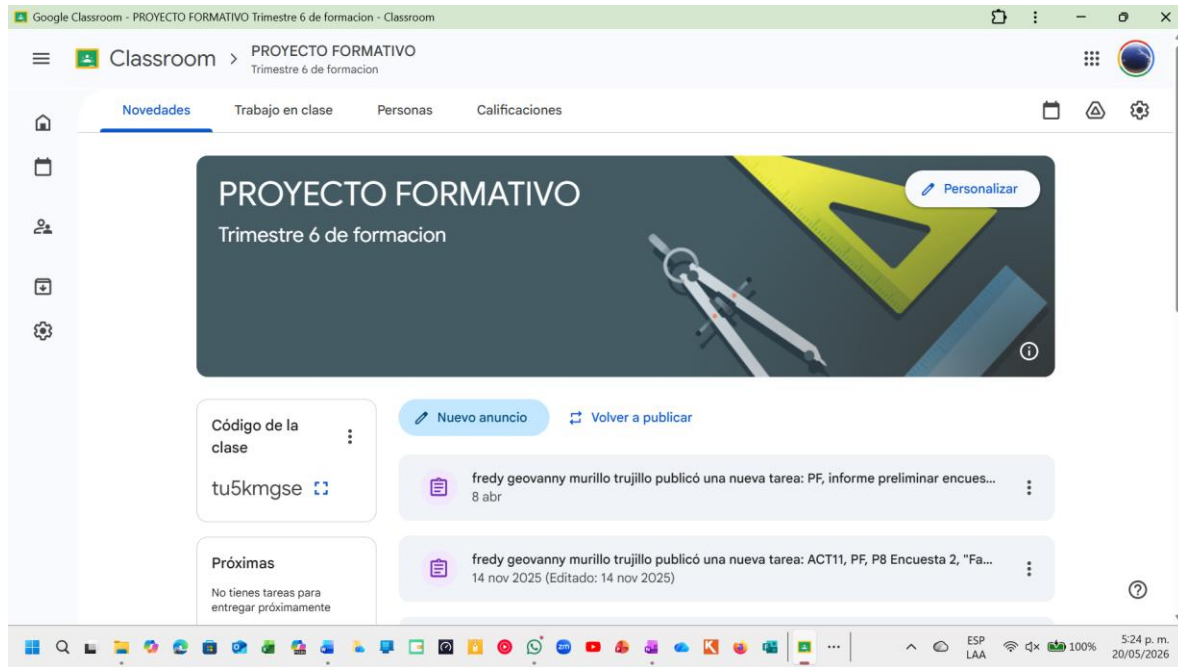 Google Classroom - PROYECTO FORMATIVO Trimestre 6 de formacion - Classroom
Classroom > PROYECTO FORMATIVO
Trimestre 6 de formacion
Novedades Trabajo en clase Personas Calificaciones
PROYECTO FORMATIVO
Trimestre 6 de formacion
Personalizar
Código de la
clase
tu5kmgse
Nuevo anuncio Volver a publicar
fredy geovanny murillo trujillo publicó una nueva tarea: PF, informe preliminar encues...
8 abr
Próximas
No tienes tareas para
entregar próximamente
fredy geovanny murillo trujillo publicó una nueva tarea: ACT11, PF, P8 Encuesta 2, "Fa...
14 nov 2025 (Editado: 14 nov 2025)
ESP
LAA
100%
5:24 p. m.
20/05/2026